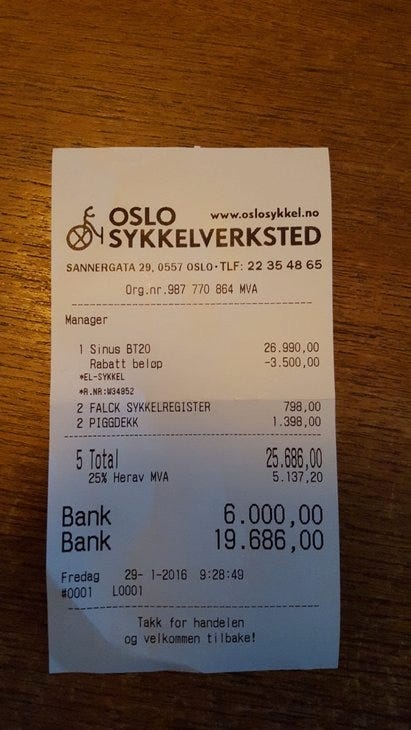 OSLO www.oslosykkel.no
SYKKELVERKSTED
SANNERGATA 29, 0557 OSLO · TLF: 22 35 48 65
Org.nr.987 770 864 MVA
Manager
1 Sinus BT20 26.990,00
Rabatt beløp -3.500,00
*EL-SYKKEL
*R.NR:W34952
2 FALCK SYKKELREGISTER 798,00
2 PIGGDEKK 1.398,00
5 Total 25.686,00
25% Herav MVA 5.137,20
Bank 6.000,00
Bank 19.686,00
Fredag 29- 1-2016 9:28:49
#0001 L0001
Takk for handelen
og velkommen tilbake!